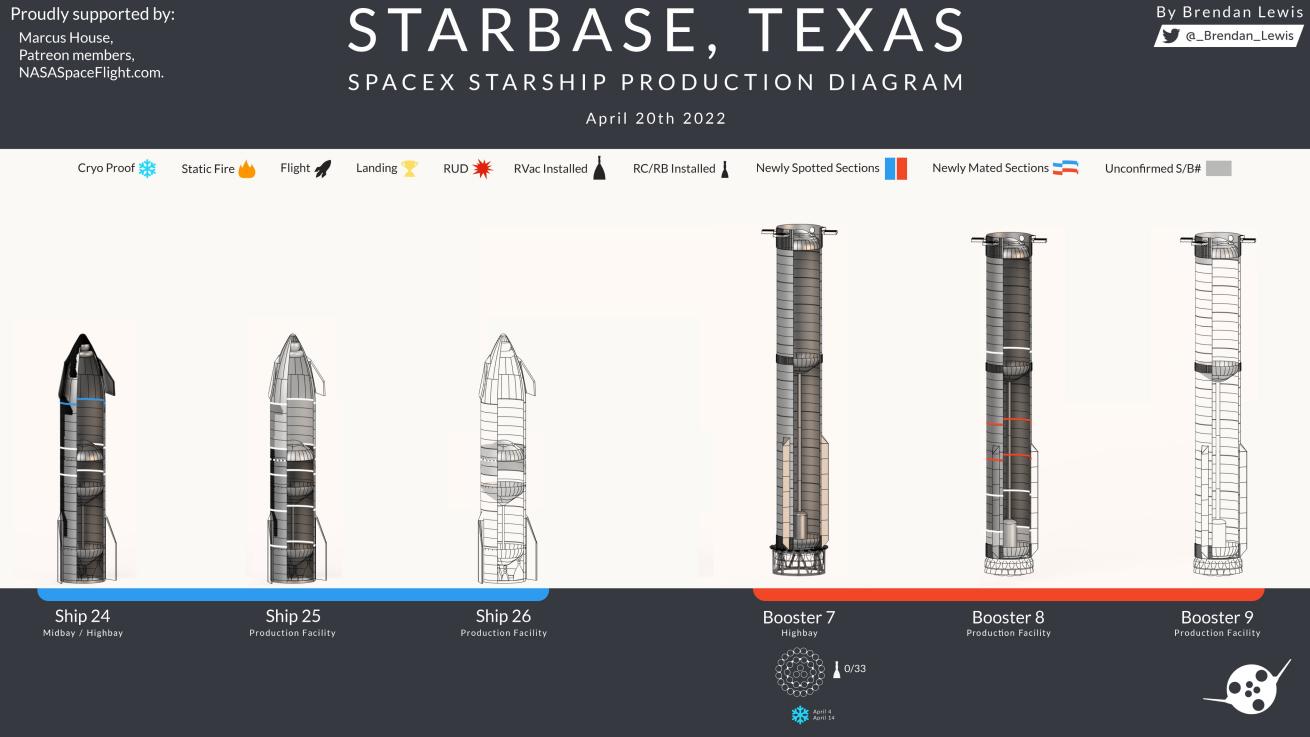 Proudly supported by:
Marcus House,
Patreon members,
NASASpaceFlight.com.
STARBASE, TEXAS
SPACEX STARSHIP PRODUCTION DIAGRAM
April 20th 2022
By Brendan Lewis
@_Brendan_Lewis
Cryo Proof
Static Fire
Flight
Landing
RUD
RVac Installed
RC/RB Installed
Newly Spotted Sections
Newly Mated Sections
Unconfirmed S/B#
Ship 24
Midbay / Highbay
Ship 25
Production Facility
Ship 26
Production Facility
Booster 7
Highbay
0/33
April 4
April 14
Booster 8
Production Facility
Booster 9
Production Facility